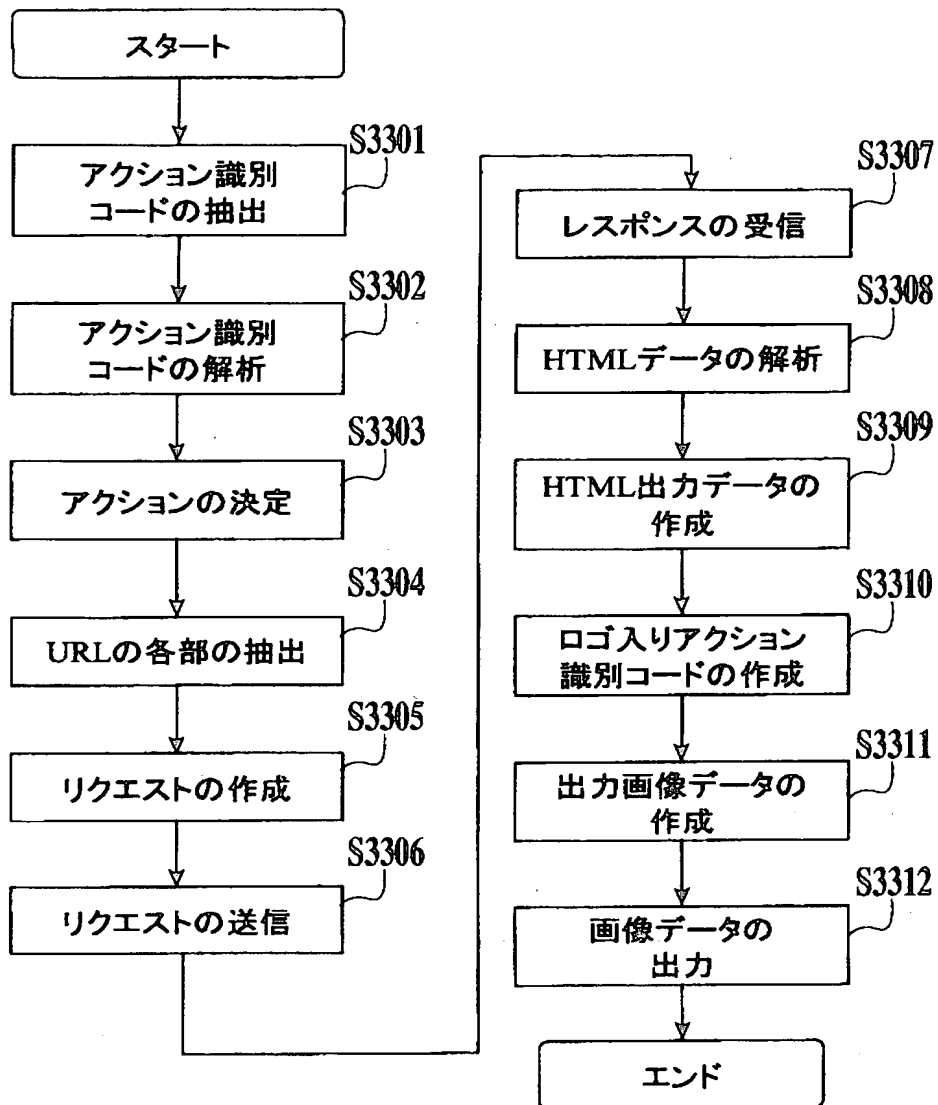 スタート
S3301
アクション識別
コードの抽出
S3302
アクション識別
コードの解析
S3303
アクションの決定
S3304
URLの各部の抽出
S3305
リクエストの作成
S3306
リクエストの送信
S3307
レスポンスの受信
S3308
HTMLデータの解析
S3309
HTML出力データの
作成
S3310
ロゴ入りアクション
識別コードの作成
S3311
出力画像データの
作成
S3312
画像データの
出力
エンド